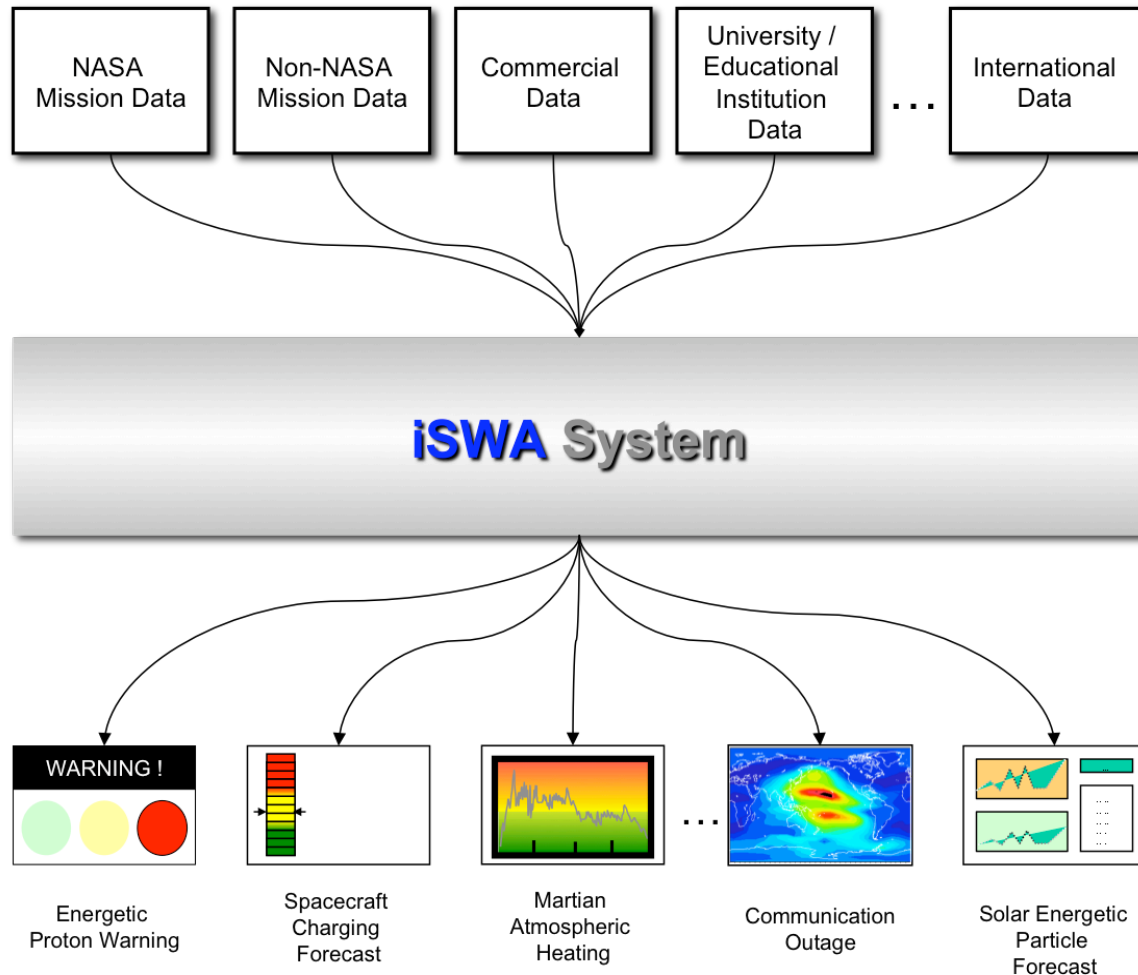 NASA
Mission Data
Non-NASA
Mission Data
Commercial
Data
University /
Educational
Institution
Data
. . .
International
Data
iSWA System
WARNING !
...
Energetic
Proton Warning
Spacecraft
Charging
Forecast
Martian
Atmospheric
Heating
Communication
Outage
Solar Energetic
Particle
Forecast